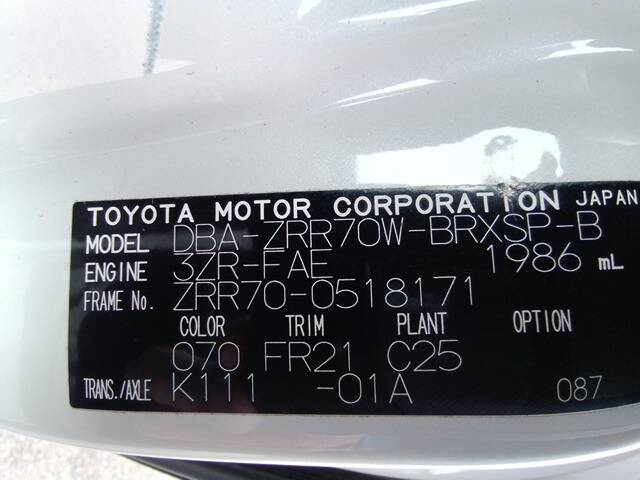 TOYOTA MOTOR CORPORATION JAPAN
MODEL DBA-ZRR70W-BRXSP-B
ENGINE 3ZR-FAE 1986 mL
FRAME No. ZRR70-0518171
COLOR TRIM PLANT OPTION
070 FR21 C25
TRANS./AXLE K111 -01A 087